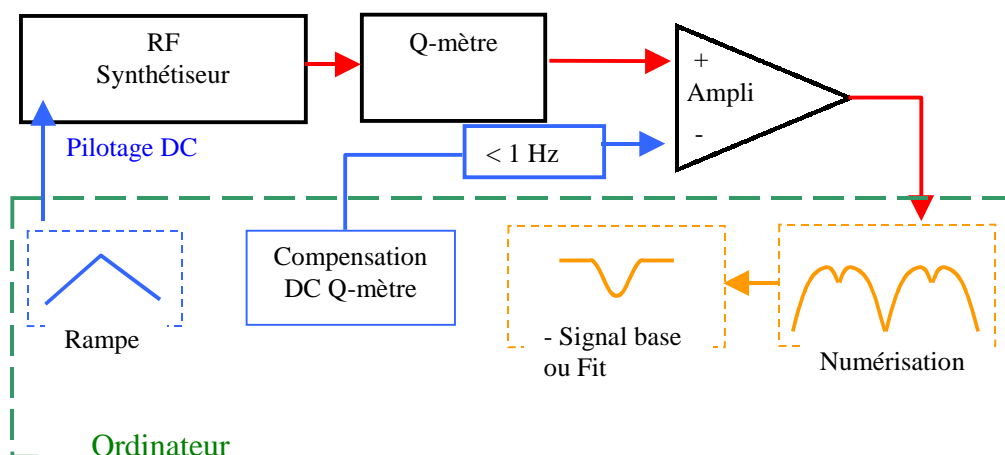 RF
Synthétiseur
Q-mètre
+
Ampli
-
Pilotage DC
< 1 Hz
Compensation
DC Q-mètre
Rampe
- Signal base
ou Fit
Numérisation
Ordinateur